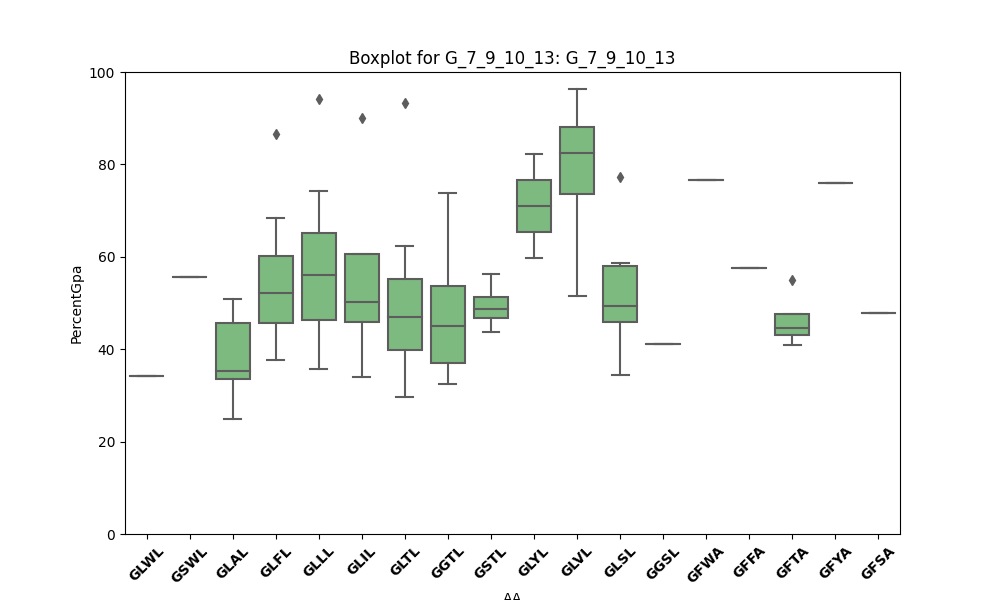 Boxplot for G_7_9_10_13: G_7_9_10_13
100
80
60
40
20
0
PercentGpa
GLWL GSWL GLAL GLFL GLLL GLIL GLTL GGTL GSTL GLYL GLVL GLSL GGSL GFWA GFFA GFTA GFYA GFSA
AA